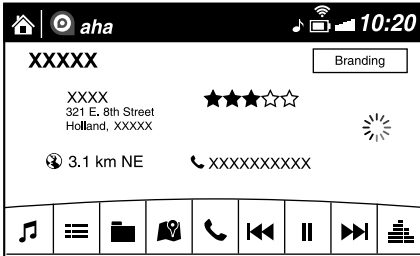 aha 10:20
XXXXX Branding
XXXX
321 E. 8th Street
Holland, XXXXX
3.1 km NE XXXXXXXXXX